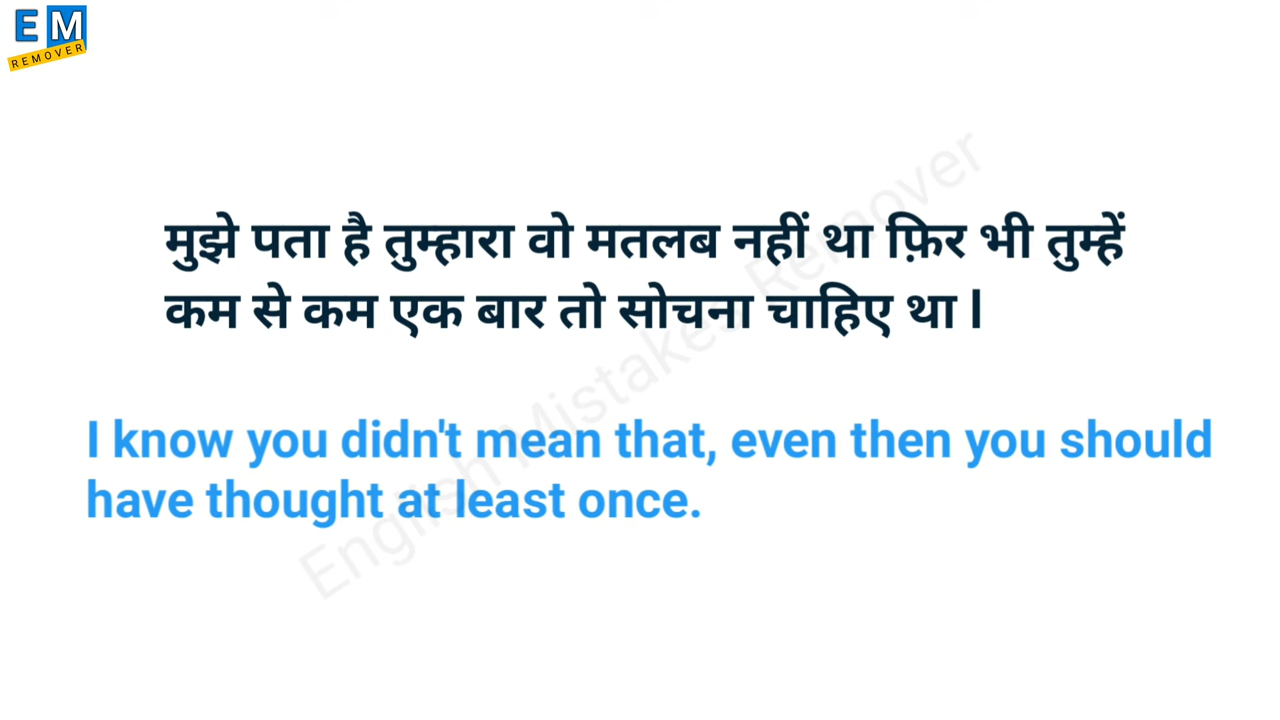 EM
REMOVER
मुझे पता है तुम्हारा वो मतलब नहीं था फ़िर भी तुम्हें
कम से कम एक बार तो सोचना चाहिए था l
I know you didn't mean that, even then you should
have thought at least once.
English Mistakes Remover